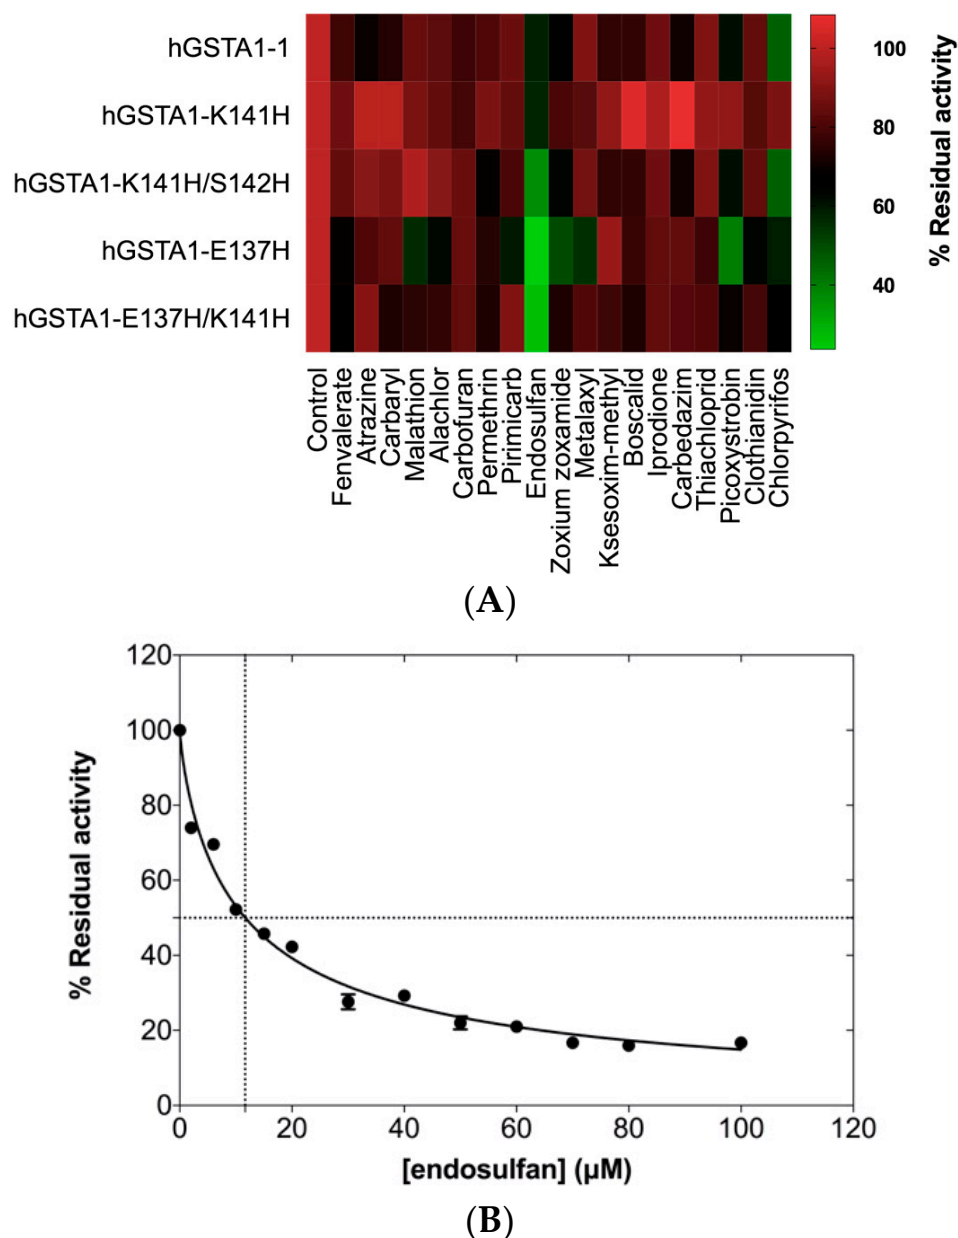 hGSTA1-1
hGSTA1-K141H
hGSTA1-K141H/S142H
hGSTA1-E137H
hGSTA1-E137H/K141H
100
80
60
40
% Residual activity
Control
Fenvalerate
Atrazine
Carbaryl
Malathion
Alachlor
Carbofuran
Permethrin
Pirimicarb
Endosulfan
Zoxium zoxamide
Metalaxyl
Ksesoxim-methyl
Boscalid
Iprodione
Carbedazim
Thiachloprid
Picoxystrobin
Clothianidin
Chlorpyrifos
(A)
120
100
80
60
40
20
0
% Residual activity
0 20 40 60 80 100 120
[endosulfan] (μM)
(B)